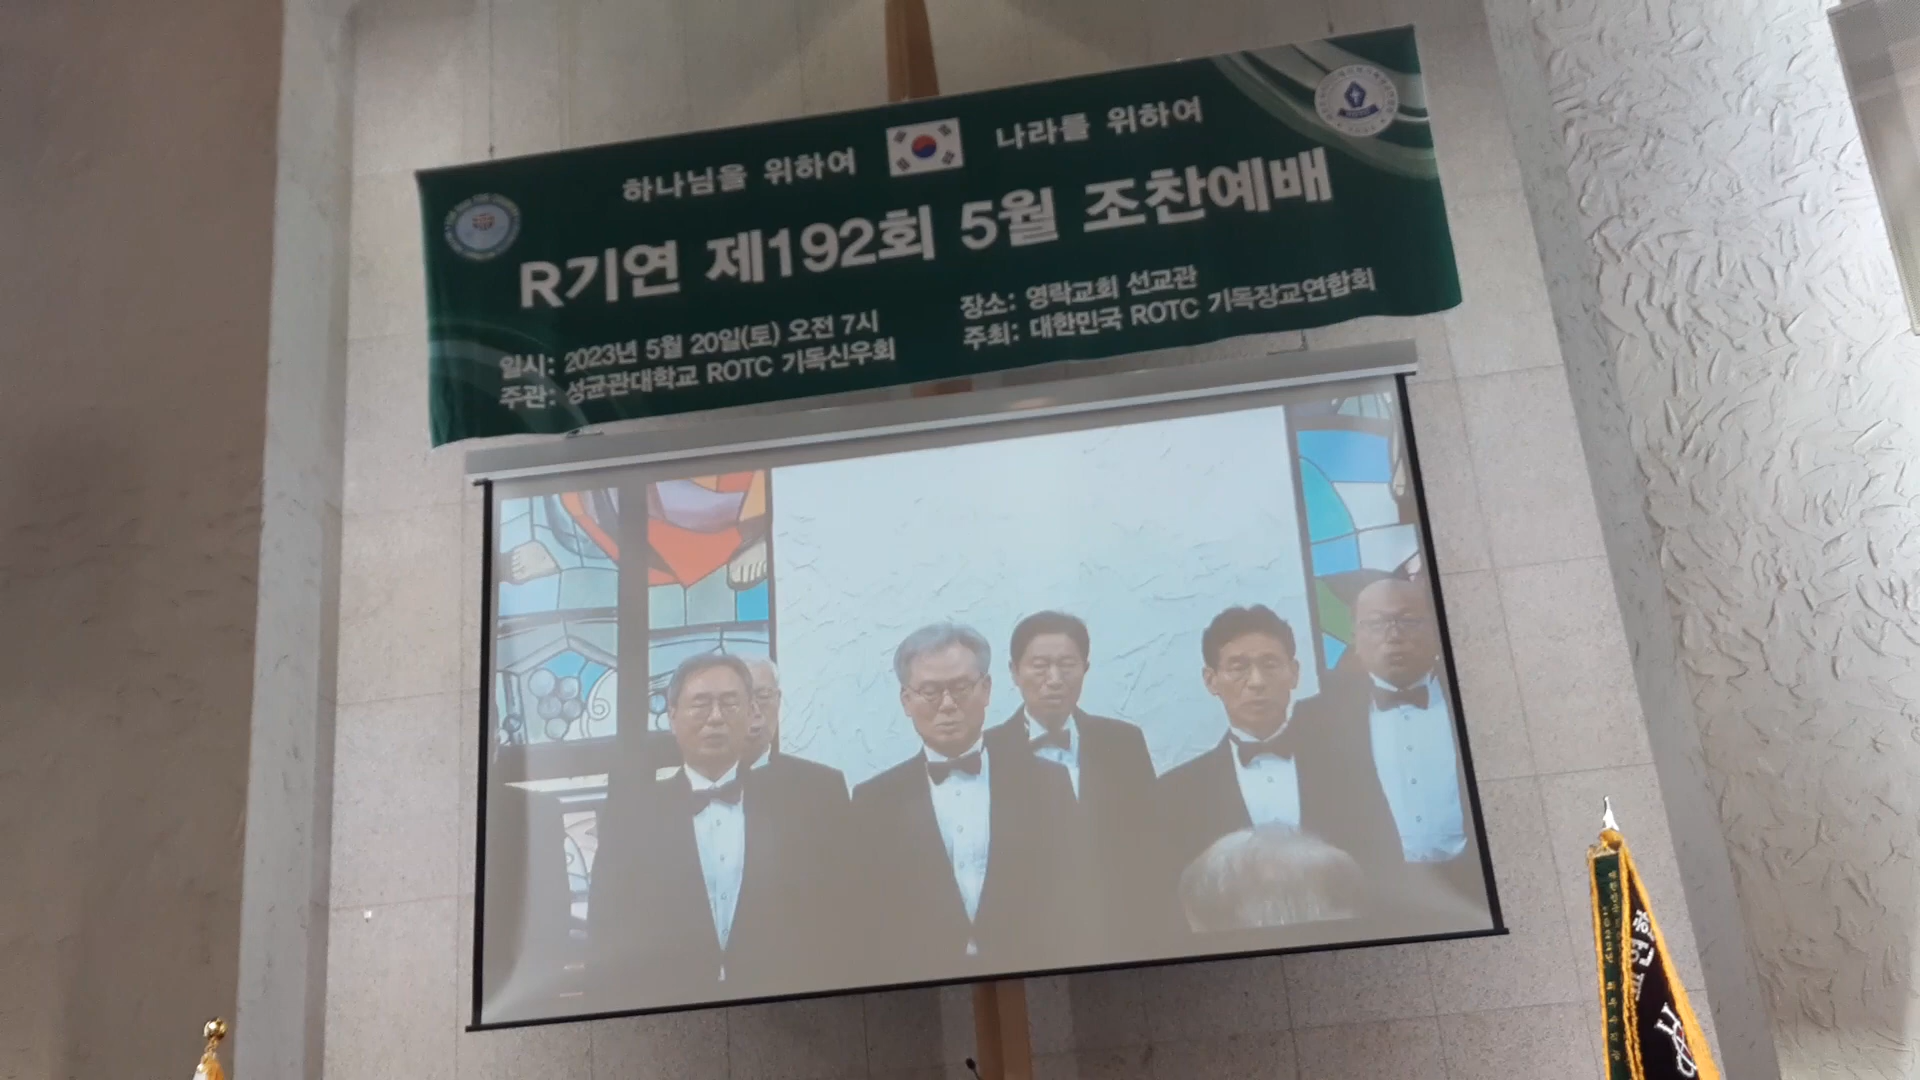 하나님을 위하여 나라를 위하여
R기연 제192회 5월 조찬예배
일시: 2023년 5월 20일(토) 오전 7시
주관: 성균관대학교 ROTC 기독신우회
장소: 영락교회 선교관
주최: 대한민국 ROTC 기독장교연합회